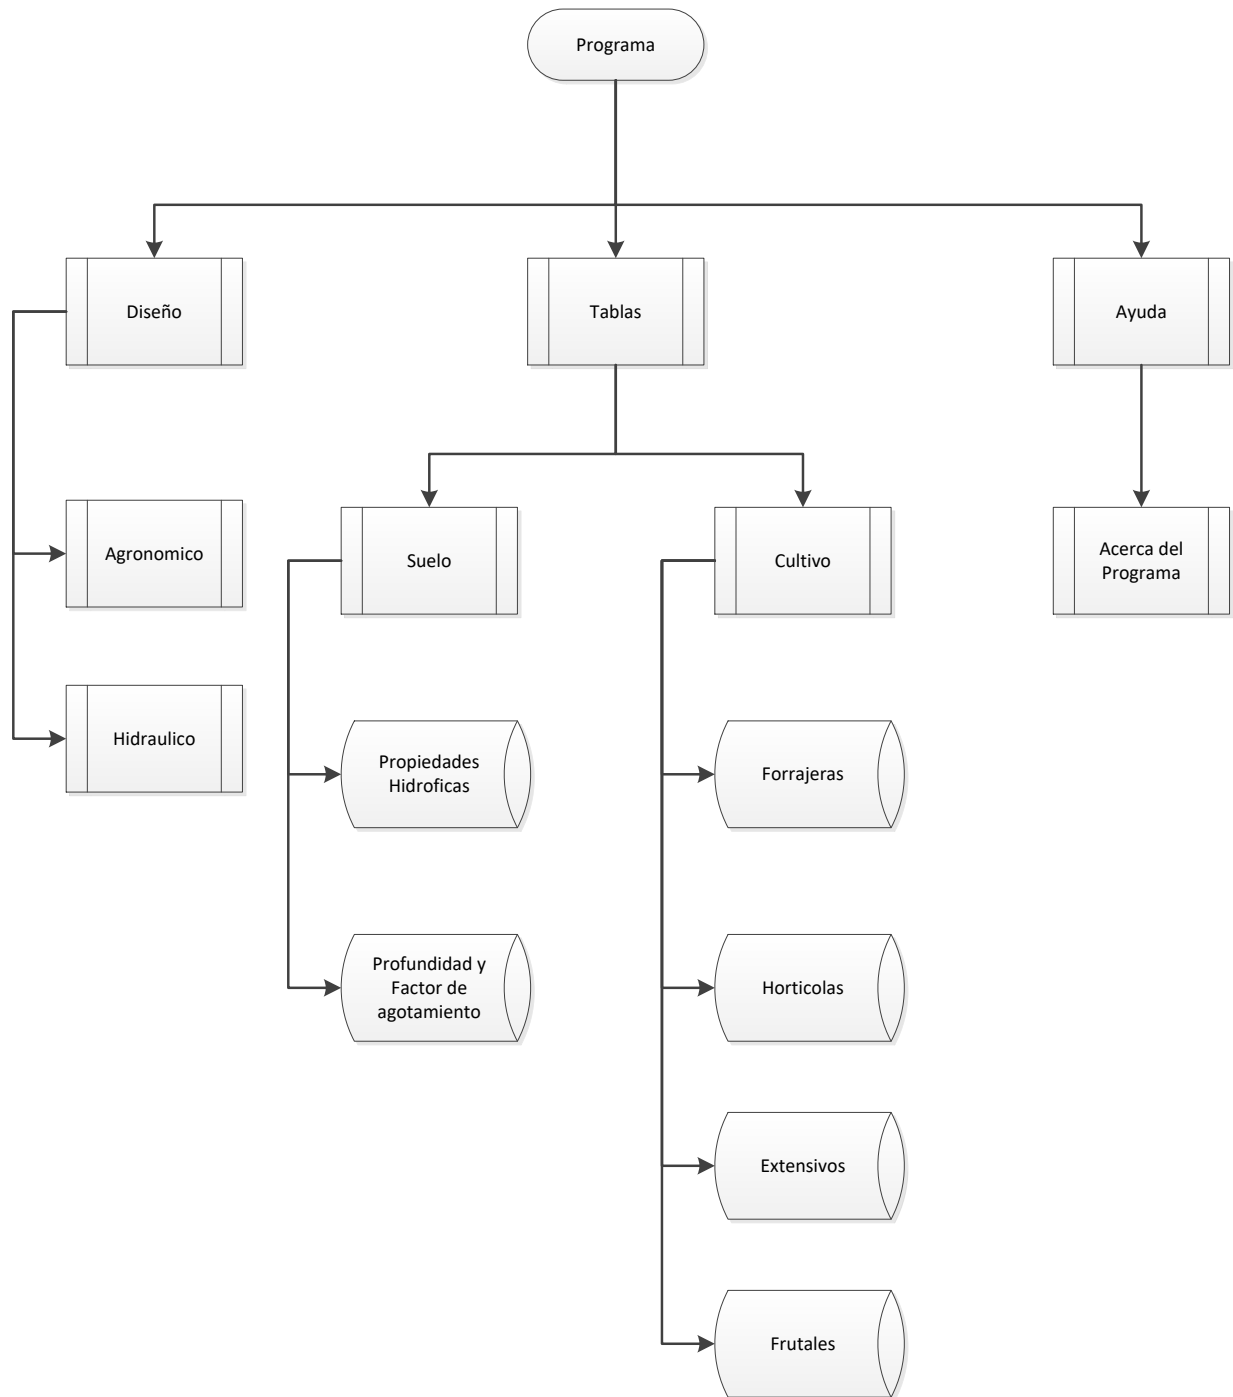 Programa
Diseño
Tablas
Ayuda
Agronomico
Suelo
Cultivo
Acerca del
Programa
Hidraulico
Propiedades
Hidroficas
Forrajeras
Profundidad y
Factor de
agotamiento
Horticolas
Extensivos
Frutales